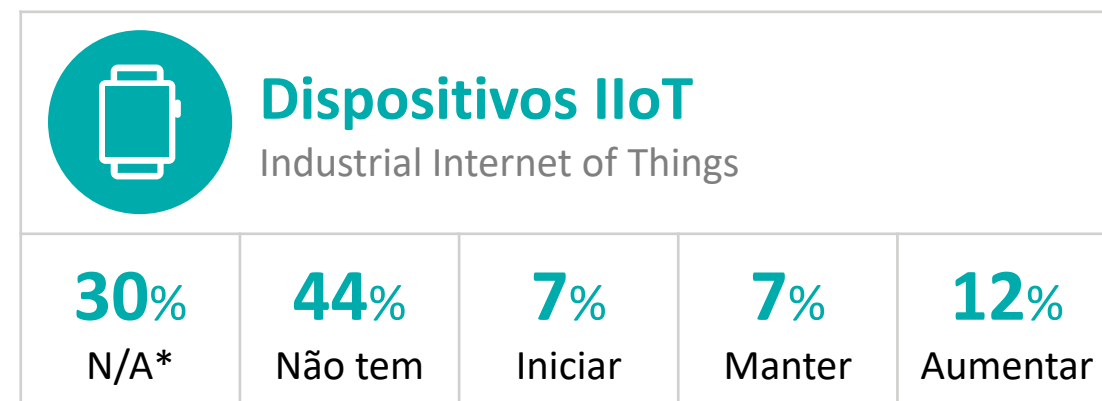 Dispositivos IIoT
Industrial Internet of Things
30% 44% 7% 7% 12%
N/A* Não tem Iniciar Manter Aumentar